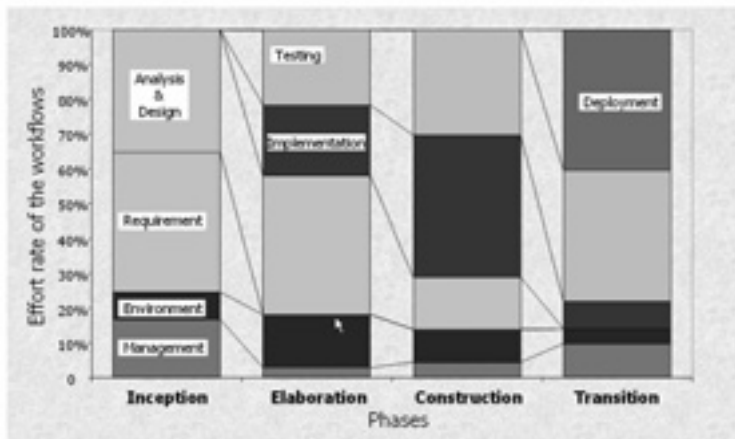 Effort rate of the workflows
100%
90%
80%
70%
60%
50%
40%
30%
20%
10%
0
Analysis
&
Design
Requirement
Environment
Management
Testing
Implementation
Deployment
Inception
Elaboration
Construction
Transition
Phases